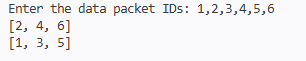 Enter the data packet IDs: 1,2,3,4,5,6
[2, 4, 6]
[1, 3, 5]